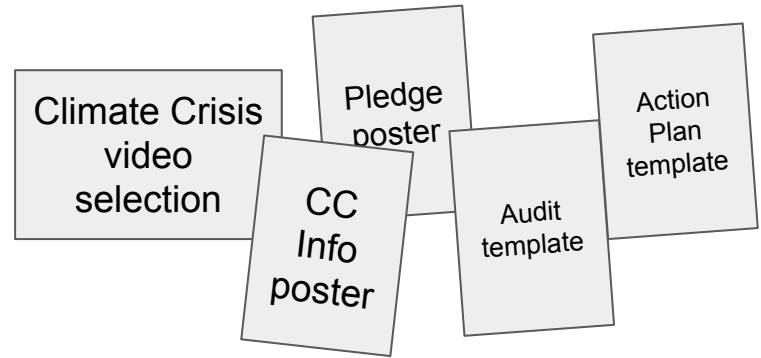 Climate Crisis
video
selection
Pledge
poster
CC
Info
poster
Audit
template
Action
Plan
template